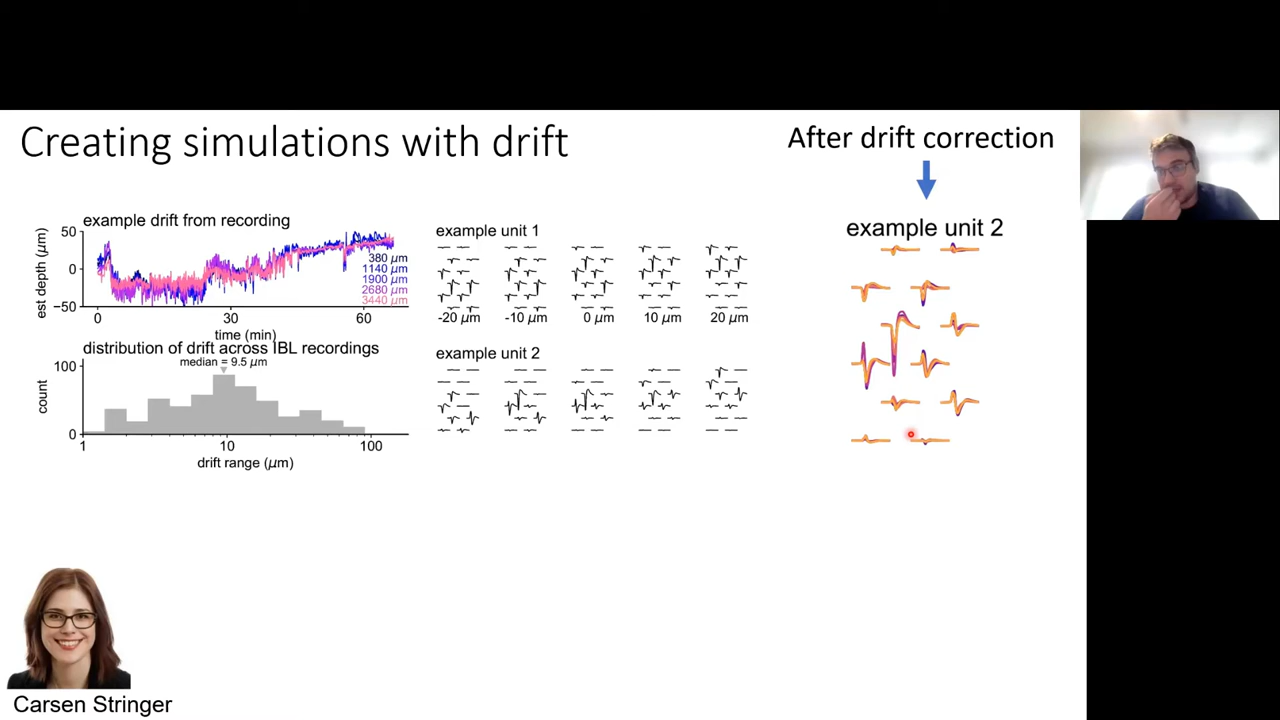 Creating simulations with drift
After drift correction
example drift from recording
50
0
−50
est depth (µm)
380 µm
1140 µm
1900 µm
2680 µm
3440 µm
0
30
60
time (min)
distribution of drift across IBL recordings
median = 9.5 µm
100
0
count
1
10
100
drift range (µm)
example unit 1
-20 µm
-10 µm
0 µm
10 µm
20 µm
example unit 2
example unit 2
Carsen Stringer